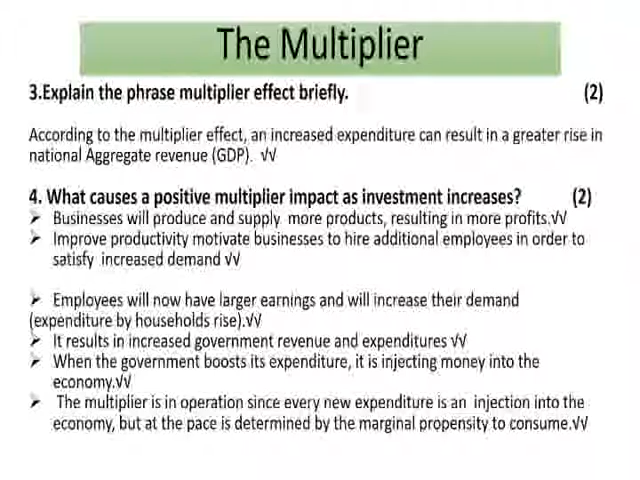 The Multiplier
3.Explain the phrase multiplier effect briefly. (2)
According to the multiplier effect, an increased expenditure can result in a greater rise in
national Aggregate revenue (GDP). √√
4. What causes a positive multiplier impact as investment increases? (2)
➢ Businesses will produce and supply more products, resulting in more profits.√√
➢ Improve productivity motivate businesses to hire additional employees in order to
satisfy increased demand √√
➢ Employees will now have larger earnings and will increase their demand
(expenditure by households rise).√√
➢ It results in increased government revenue and expenditures √√
➢ When the government boosts its expenditure, it is injecting money into the
economy.√√
➢ The multiplier is in operation since every new expenditure is an injection into the
economy, but at the pace is determined by the marginal propensity to consume.√√